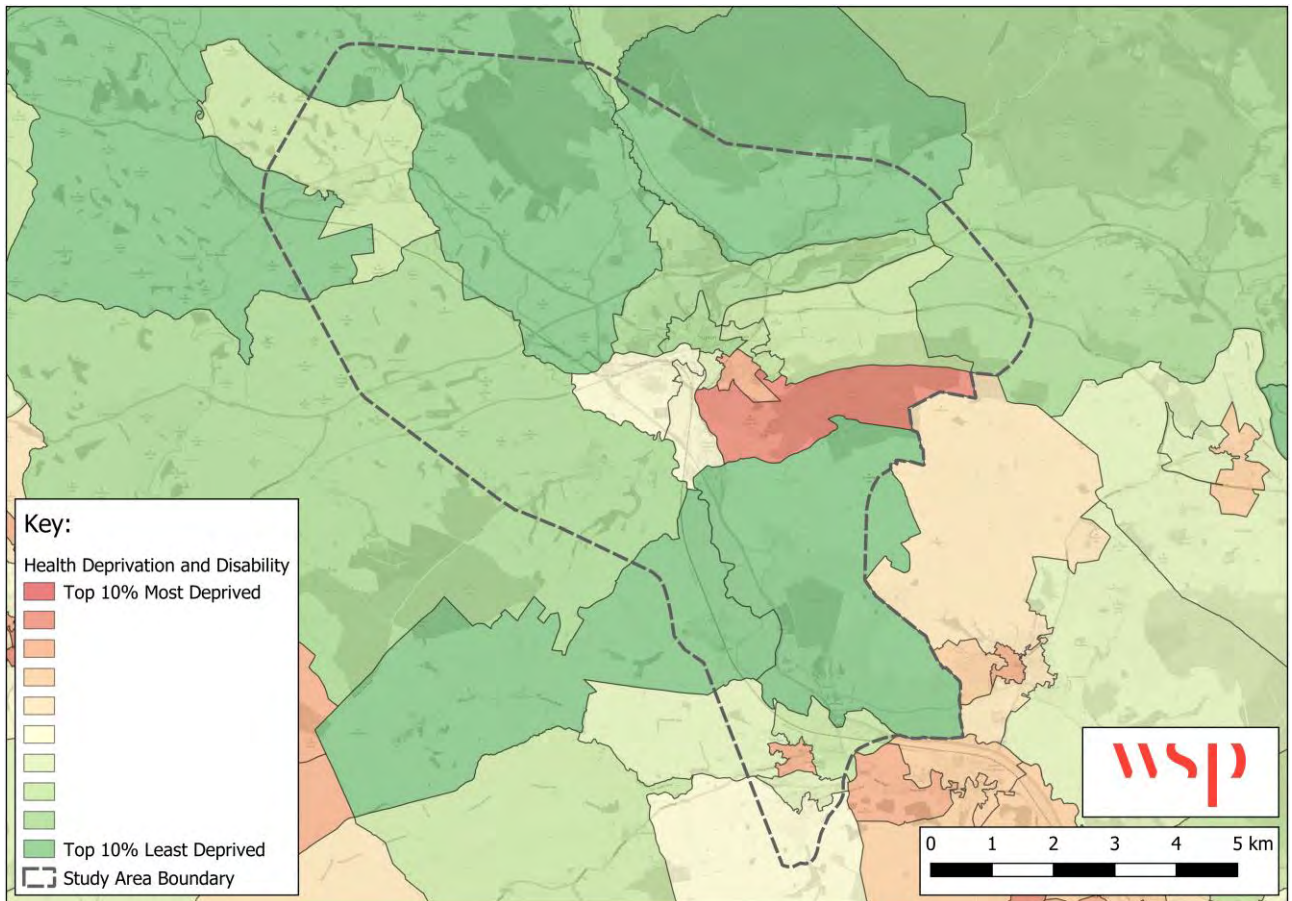 Key:
Health Deprivation and Disability
Top 10% Most Deprived
Top 10% Least Deprived
Study Area Boundary
wsp
0 1 2 3 4 5 km